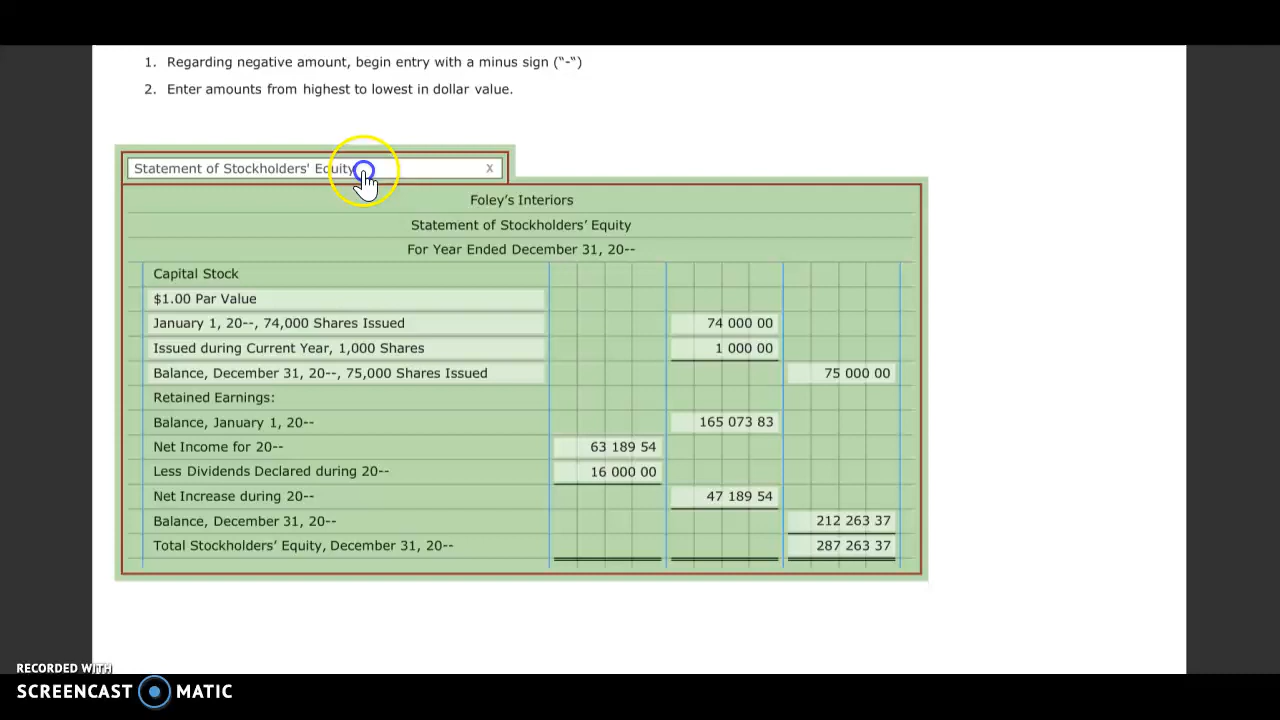 1. Regarding negative amount, begin entry with a minus sign (“-“)
2. Enter amounts from highest to lowest in dollar value.
Statement of Stockholders' Equity x
Foley’s Interiors
Statement of Stockholders’ Equity
For Year Ended December 31, 20--
Capital Stock
$1.00 Par Value
January 1, 20--, 74,000 Shares Issued 74 000 00
Issued during Current Year, 1,000 Shares 1 000 00
Balance, December 31, 20--, 75,000 Shares Issued 75 000 00
Retained Earnings:
Balance, January 1, 20-- 165 073 83
Net Income for 20-- 63 189 54
Less Dividends Declared during 20-- 16 000 00
Net Increase during 20-- 47 189 54
Balance, December 31, 20-- 212 263 37
Total Stockholders’ Equity, December 31, 20-- 287 263 37
RECORDED WITH
SCREENCAST MATIC